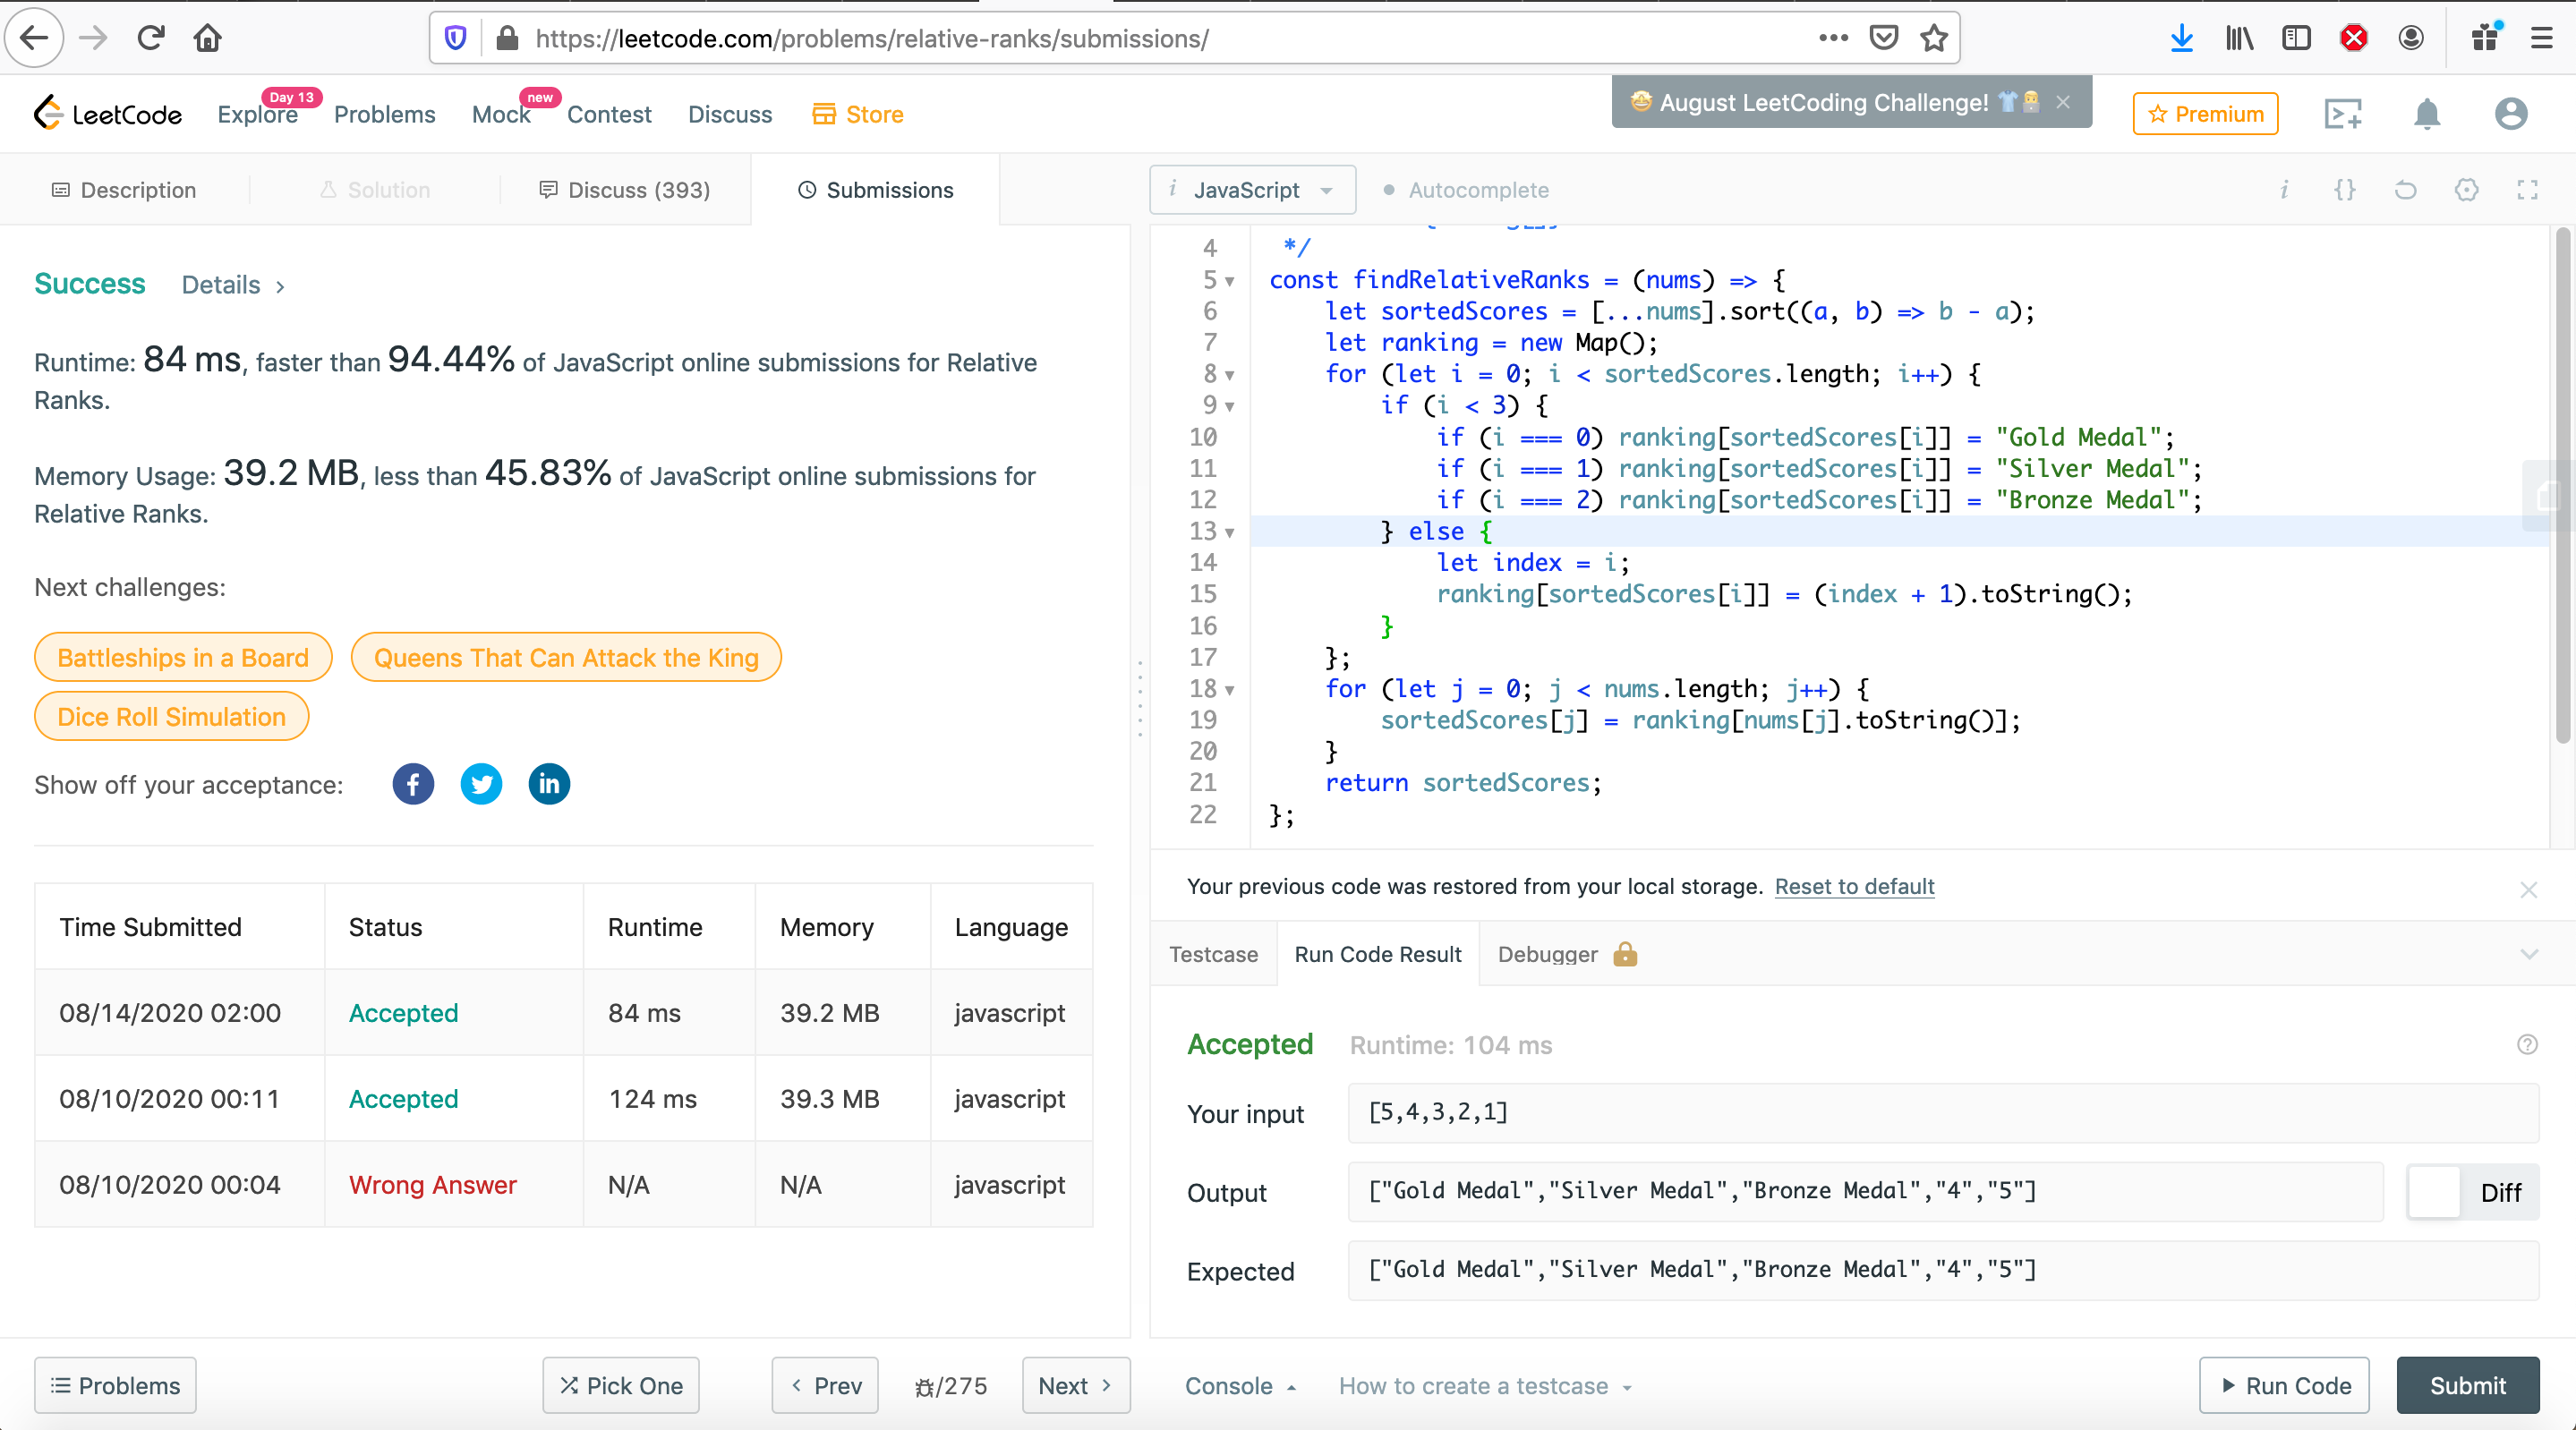 https://leetcode.com/problems/relative-ranks/submissions/
LeetCode
Explore
Day 13
Problems
Mock
new
Contest
Discuss
Store
August LeetCoding Challenge!
Premium
Description
Solution
Discuss (393)
Submissions
Success
Details
Runtime: 84 ms, faster than 94.44% of JavaScript online submissions for Relative
Ranks.
Memory Usage: 39.2 MB, less than 45.83% of JavaScript online submissions for
Relative Ranks.
Next challenges:
Battleships in a Board
Queens That Can Attack the King
Dice Roll Simulation
Show off your acceptance:
Time Submitted Status Runtime Memory Language
08/14/2020 02:00 Accepted 84 ms 39.2 MB javascript
08/10/2020 00:11 Accepted 124 ms 39.3 MB javascript
08/10/2020 00:04 Wrong Answer N/A N/A javascript
Problems
Pick One
Prev
/275
Next
i JavaScript
Autocomplete
4 */
5 const findRelativeRanks = (nums) => {
6 let sortedScores = [...nums].sort((a, b) => b - a);
7 let ranking = new Map();
8 for (let i = 0; i < sortedScores.length; i++) {
9 if (i < 3) {
10 if (i === 0) ranking[sortedScores[i]] = "Gold Medal";
11 if (i === 1) ranking[sortedScores[i]] = "Silver Medal";
12 if (i === 2) ranking[sortedScores[i]] = "Bronze Medal";
13 } else {
14 let index = i;
15 ranking[sortedScores[i]] = (index + 1).toString();
16 }
17 };
18 for (let j = 0; j < nums.length; j++) {
19 sortedScores[j] = ranking[nums[j].toString()];
20 }
21 return sortedScores;
22 };
Your previous code was restored from your local storage. Reset to default
Testcase
Run Code Result
Debugger
Accepted
Runtime: 104 ms
Your input
[5,4,3,2,1]
Output
["Gold Medal","Silver Medal","Bronze Medal","4","5"]
Diff
Expected
["Gold Medal","Silver Medal","Bronze Medal","4","5"]
Console
How to create a testcase
Run Code
Submit